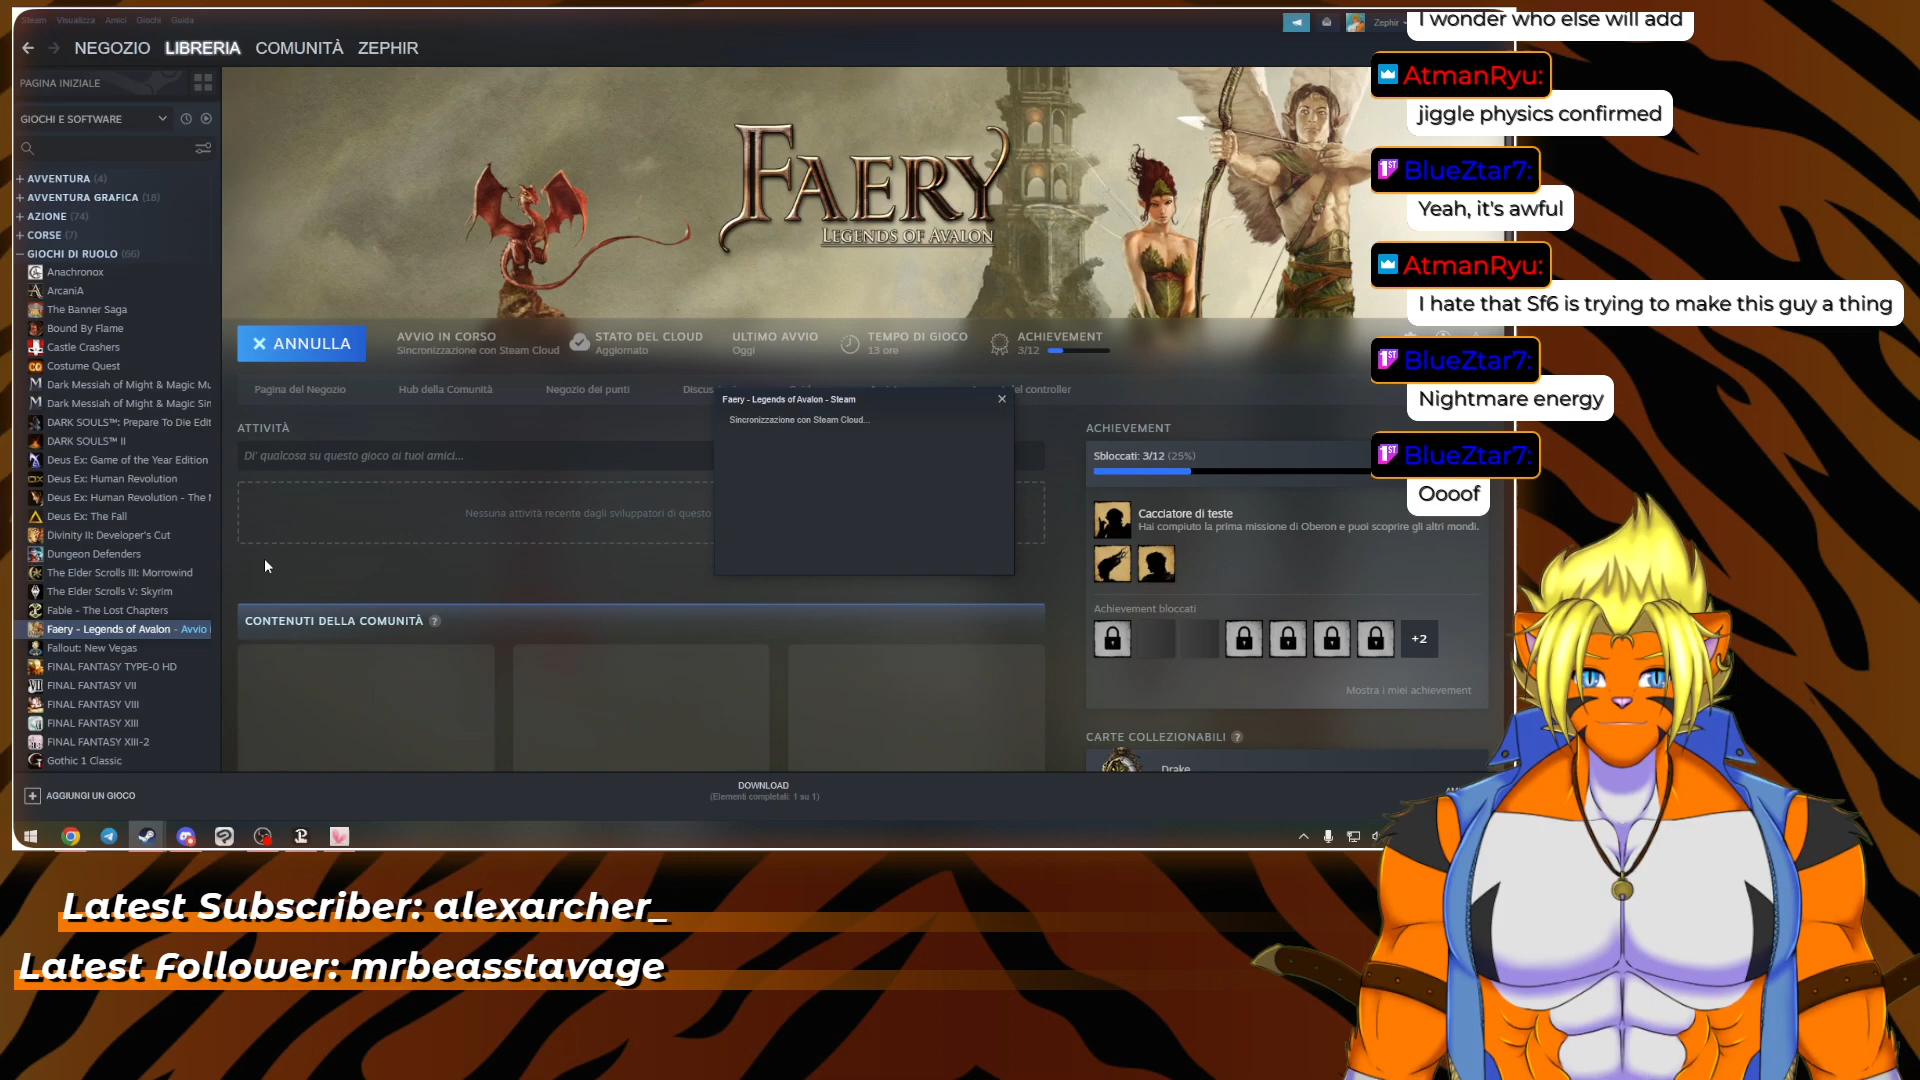 Steam Visualizza Amici Giochi Guida
Zephir
NEGOZIO LIBRERIA COMUNITÀ ZEPHIR
PAGINA INIZIALE
GIOCHI E SOFTWARE
AVVENTURA (4)
AVVENTURA GRAFICA (18)
AZIONE (74)
CORSE (7)
GIOCHI DI RUOLO (66)
Anachronox
ArcaniA
The Banner Saga
Bound By Flame
Castle Crashers
Costume Quest
Dark Messiah of Might & Magic Mu
Dark Messiah of Might & Magic Sin
DARK SOULS™: Prepare To Die Edit
DARK SOULS™ II
Deus Ex: Game of the Year Edition
Deus Ex: Human Revolution
Deus Ex: Human Revolution - The M
Deus Ex: The Fall
Divinity II: Developer's Cut
Dungeon Defenders
The Elder Scrolls III: Morrowind
The Elder Scrolls V: Skyrim
Fable - The Lost Chapters
Faery - Legends of Avalon - Avvio
Fallout: New Vegas
FINAL FANTASY TYPE-0 HD
FINAL FANTASY VII
FINAL FANTASY VIII
FINAL FANTASY XIII
FINAL FANTASY XIII-2
Gothic 1 Classic
AGGIUNGI UN GIOCO
FAERY
LEGENDS OF AVALON
ANNULLA
AVVIO IN CORSO
Sincronizzazione con Steam Cloud
STATO DEL CLOUD
Aggiornato
ULTIMO AVVIO
Oggi
TEMPO DI GIOCO
13 ore
ACHIEVEMENT
3/12
Pagina del Negozio Hub della Comunità Negozio dei punti Discus
del controller
Faery - Legends of Avalon - Steam
Sincronizzazione con Steam Cloud...
ATTIVITÀ
Di' qualcosa su questo gioco ai tuoi amici...
Nessuna attività recente dagli sviluppatori di questo
CONTENUTI DELLA COMUNITÀ ?
ACHIEVEMENT
Sbloccati: 3/12 (25%)
Cacciatore di teste
Hai compiuto la prima missione di Oberon e puoi scoprire gli altri mondi.
Achievement bloccati
+2
Mostra i miei achievement
CARTE COLLEZIONABILI ?
Drake
DOWNLOAD
(Elementi completati: 1 su 1)
I wonder who else will add
AtmanRyu:
jiggle physics confirmed
1ST BlueZtar7:
Yeah, it's awful
AtmanRyu:
I hate that Sf6 is trying to make this guy a thing
1ST BlueZtar7:
Nightmare energy
1ST BlueZtar7:
Oooof
Latest Subscriber: alexarcher_
Latest Follower: mrbeasstavage